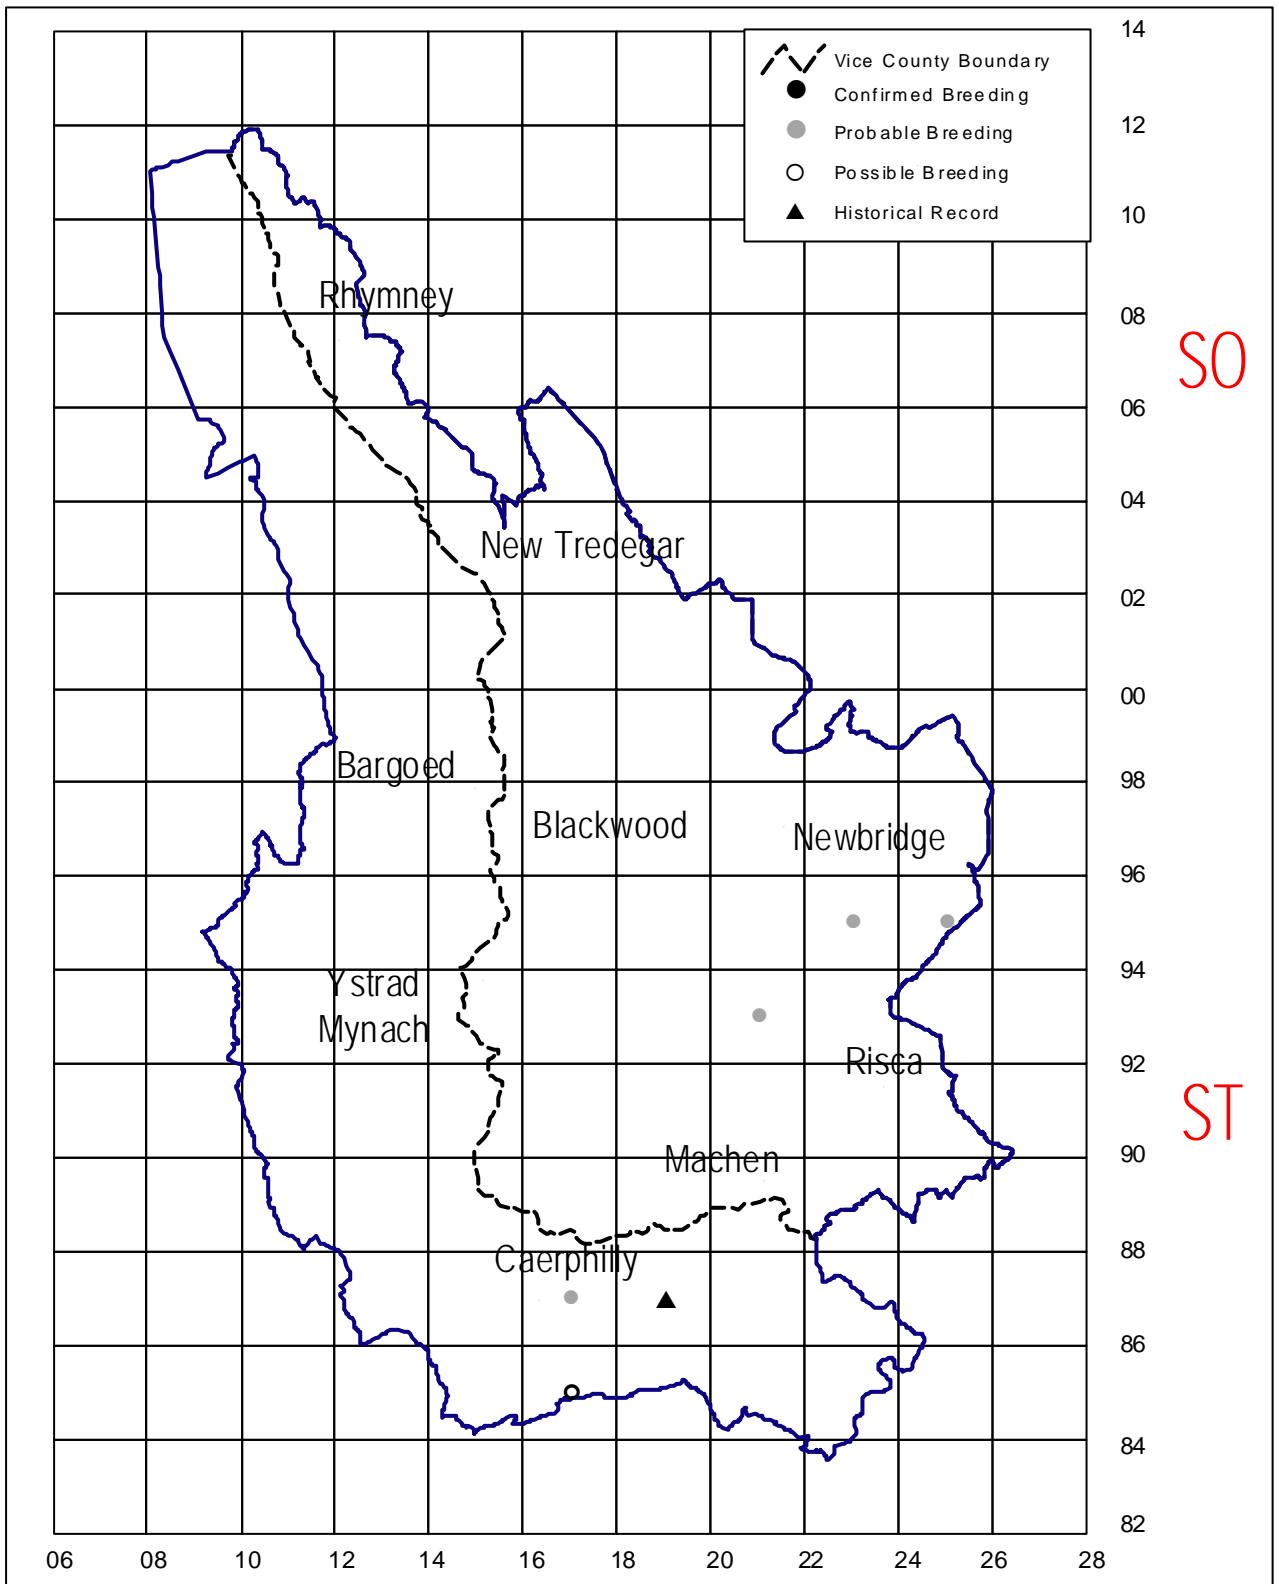 14
Vice County Boundary
Confirmed Breeding
12
Probable Breeding
Possible Breeding
10
Historical Record
Rhymney
08
SO
06
04
New Tredegar
02
00
Bargoed
98
Blackwood
Newbridge
96
94
Ystrad
Mynach
92
Risca
ST
90
Machen
88
Caerphilly
86
84
82
06 08 10 12 14 16 18 20 22 24 26 28